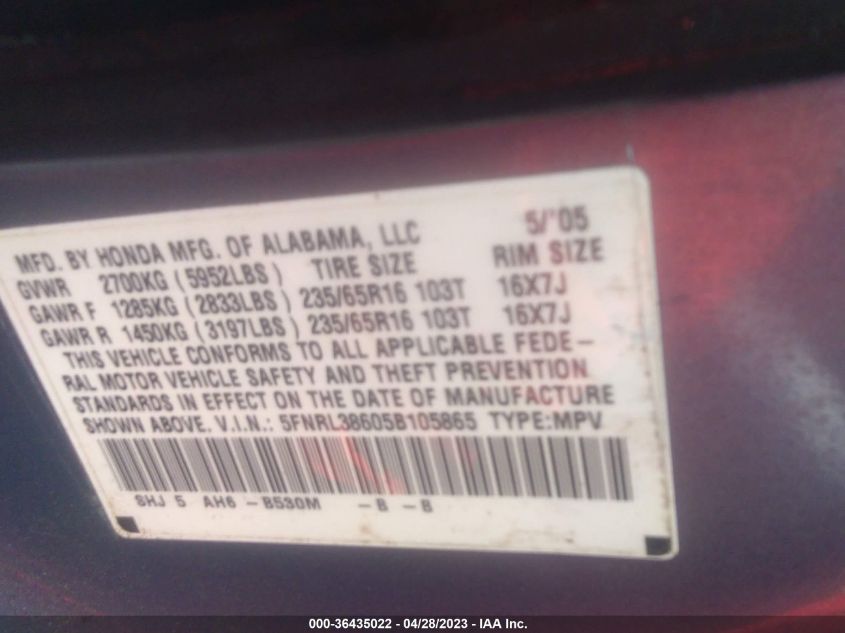 MFD. BY HONDA MFG. OF ALABAMA, LLC 5/'05
GVWR 2700KG (5952LBS) TIRE SIZE RIM SIZE
GAWR F 1285KG (2833LBS) 235/65R16 103T 16X7J
GAWR R 1450KG (3197LBS) 235/65R16 103T 16X7J
THIS VEHICLE CONFORMS TO ALL APPLICABLE FEDE-
RAL MOTOR VEHICLE SAFETY AND THEFT PREVENTION
STANDARDS IN EFFECT ON THE DATE OF MANUFACTURE
SHOWN ABOVE. V.I.N.: 5FNRL38605B105865 TYPE:MPV
SHJ 5 AH6 - B530M - B - B
000-36435022 - 04/28/2023 - IAA Inc.